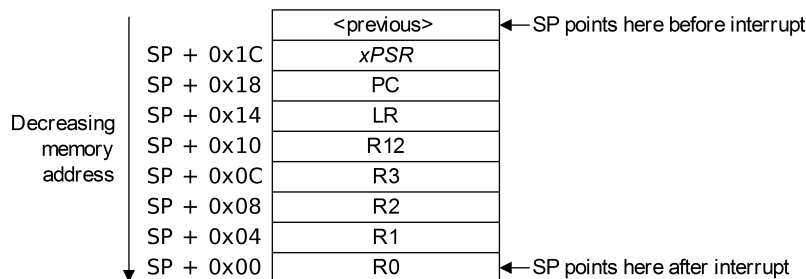 <previous> SP points here before interrupt
SP + 0x1C xPSR
SP + 0x18 PC
SP + 0x14 LR
Decreasing
memory
address
SP + 0x10 R12
SP + 0x0C R3
SP + 0x08 R2
SP + 0x04 R1
SP + 0x00 R0 SP points here after interrupt